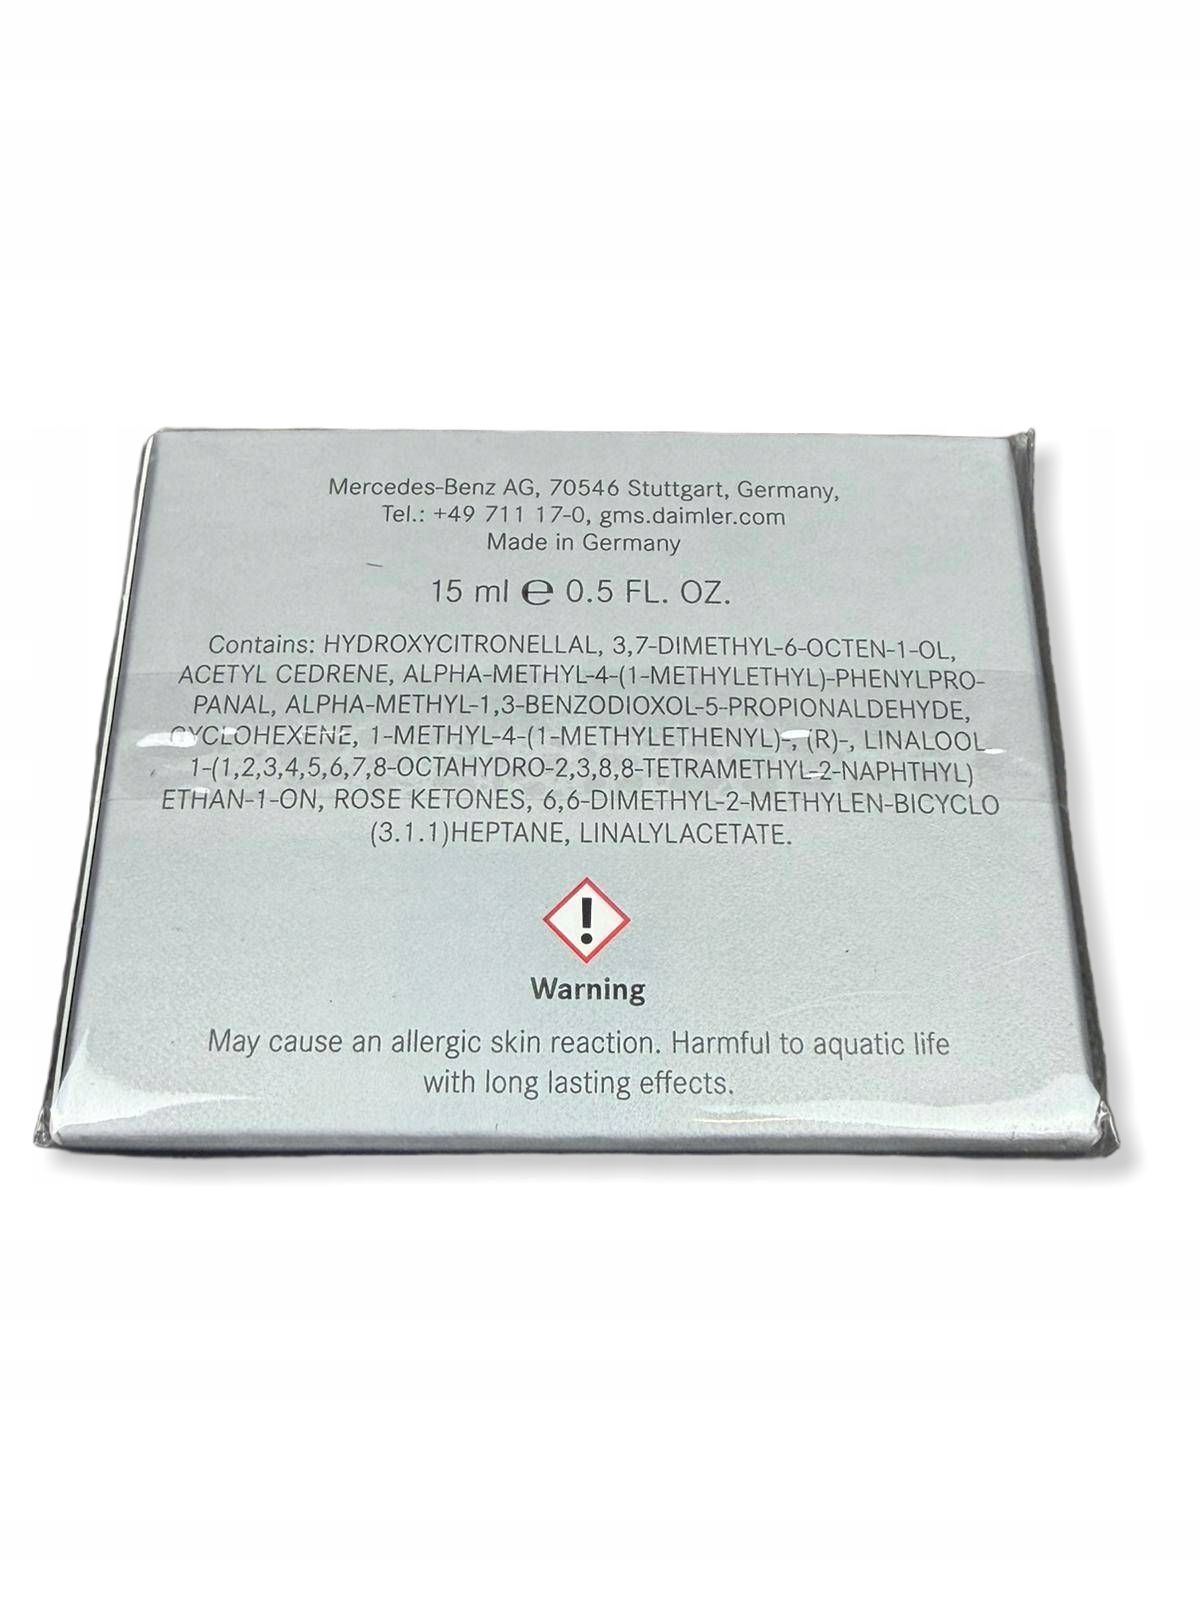 Mercedes-Benz AG, 70546 Stuttgart, Germany,
Tel.: +49 711 17-0, gms.daimler.com
Made in Germany
15 ml ℮ 0.5 FL. OZ.
Contains: HYDROXYCITRONELLAL, 3,7-DIMETHYL-6-OCTEN-1-OL,
ACETYL CEDRENE, ALPHA-METHYL-4-(1-METHYLETHYL)-PHENYLPRO-
PANAL, ALPHA-METHYL-1,3-BENZODIOXOL-5-PROPIONALDEHYDE,
CYCLOHEXENE, 1-METHYL-4-(1-METHYLETHENYL)-, (R)-, LINALOOL
1-(1,2,3,4,5,6,7,8-OCTAHYDRO-2,3,8,8-TETRAMETHYL-2-NAPHTHYL)
ETHAN-1-ON, ROSE KETONES, 6,6-DIMETHYL-2-METHYLEN-BICYCLO
(3.1.1)HEPTANE, LINALYLACETATE.
!
Warning
May cause an allergic skin reaction. Harmful to aquatic life
with long lasting effects.